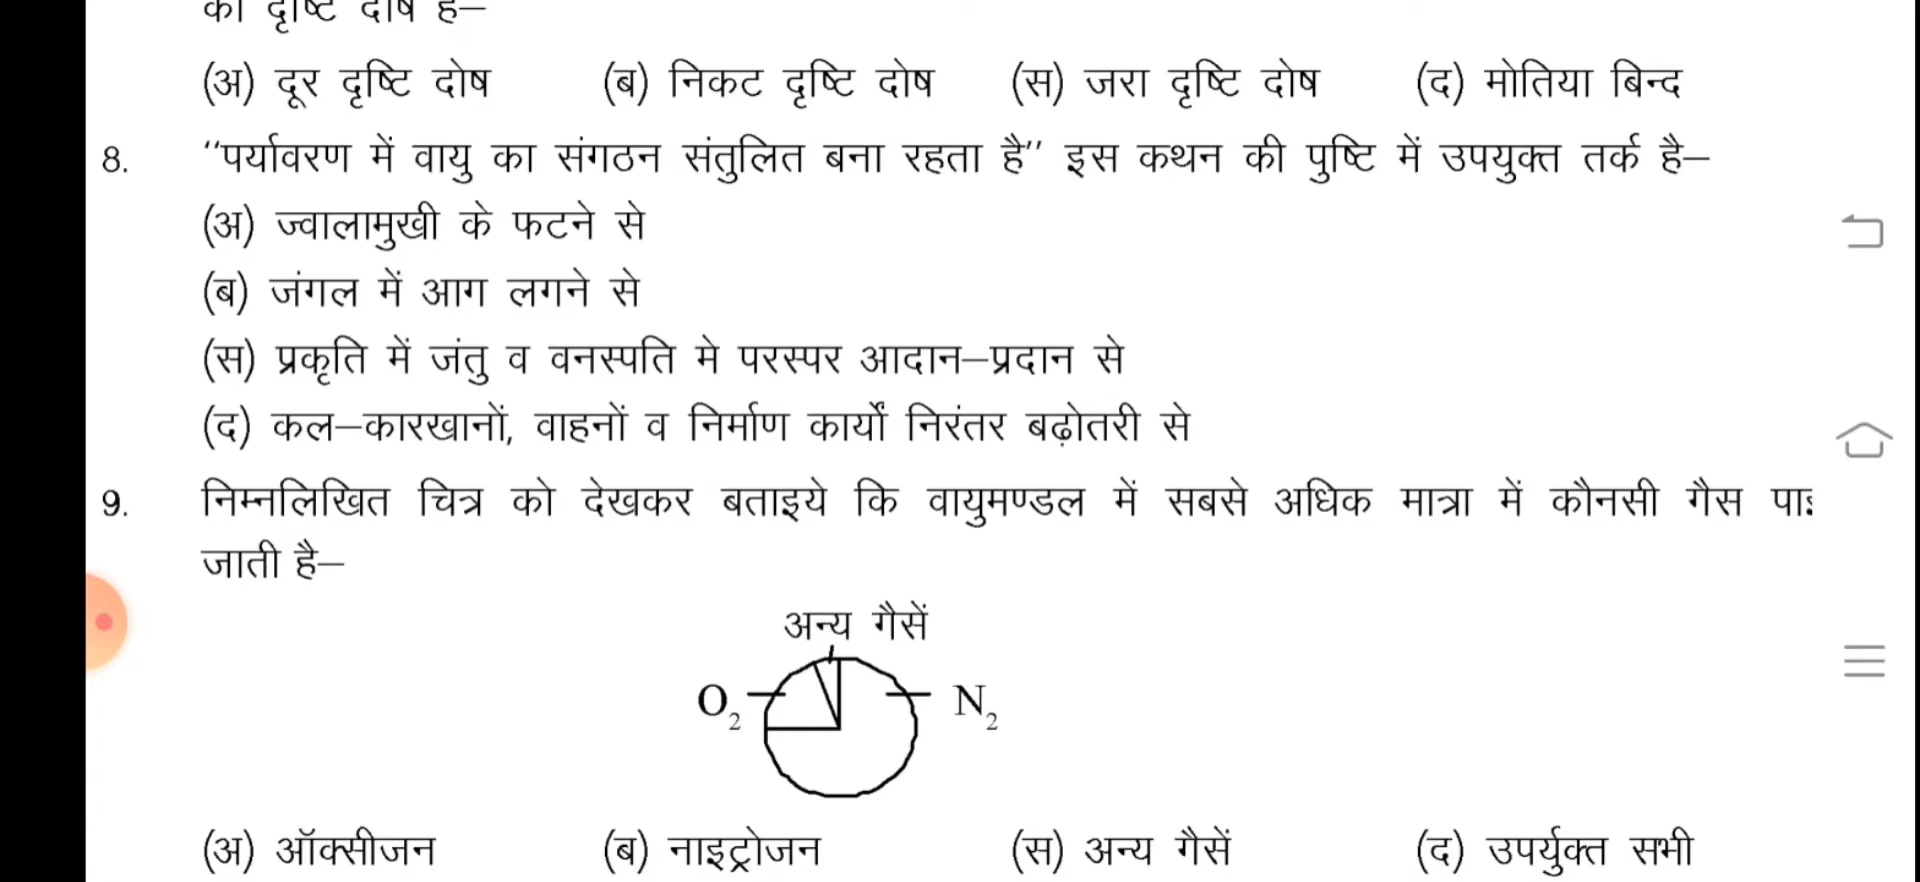 की दृष्टि दोष है–
(अ) दूर दृष्टि दोष (ब) निकट दृष्टि दोष (स) जरा दृष्टि दोष (द) मोतिया बिन्द
8. “पर्यावरण में वायु का संगठन संतुलित बना रहता है” इस कथन की पुष्टि में उपयुक्त तर्क है–
(अ) ज्वालामुखी के फटने से
(ब) जंगल में आग लगने से
(स) प्रकृति में जंतु व वनस्पति मे परस्पर आदान–प्रदान से
(द) कल–कारखानों, वाहनों व निर्माण कार्यों निरंतर बढ़ोतरी से
9. निम्नलिखित चित्र को देखकर बताइये कि वायुमण्डल में सबसे अधिक मात्रा में कौनसी गैस
जाती है–
अन्य गैसें
O₂ N₂
(अ) ऑक्सीजन (ब) नाइट्रोजन (स) अन्य गैसें (द) उपर्युक्त सभी